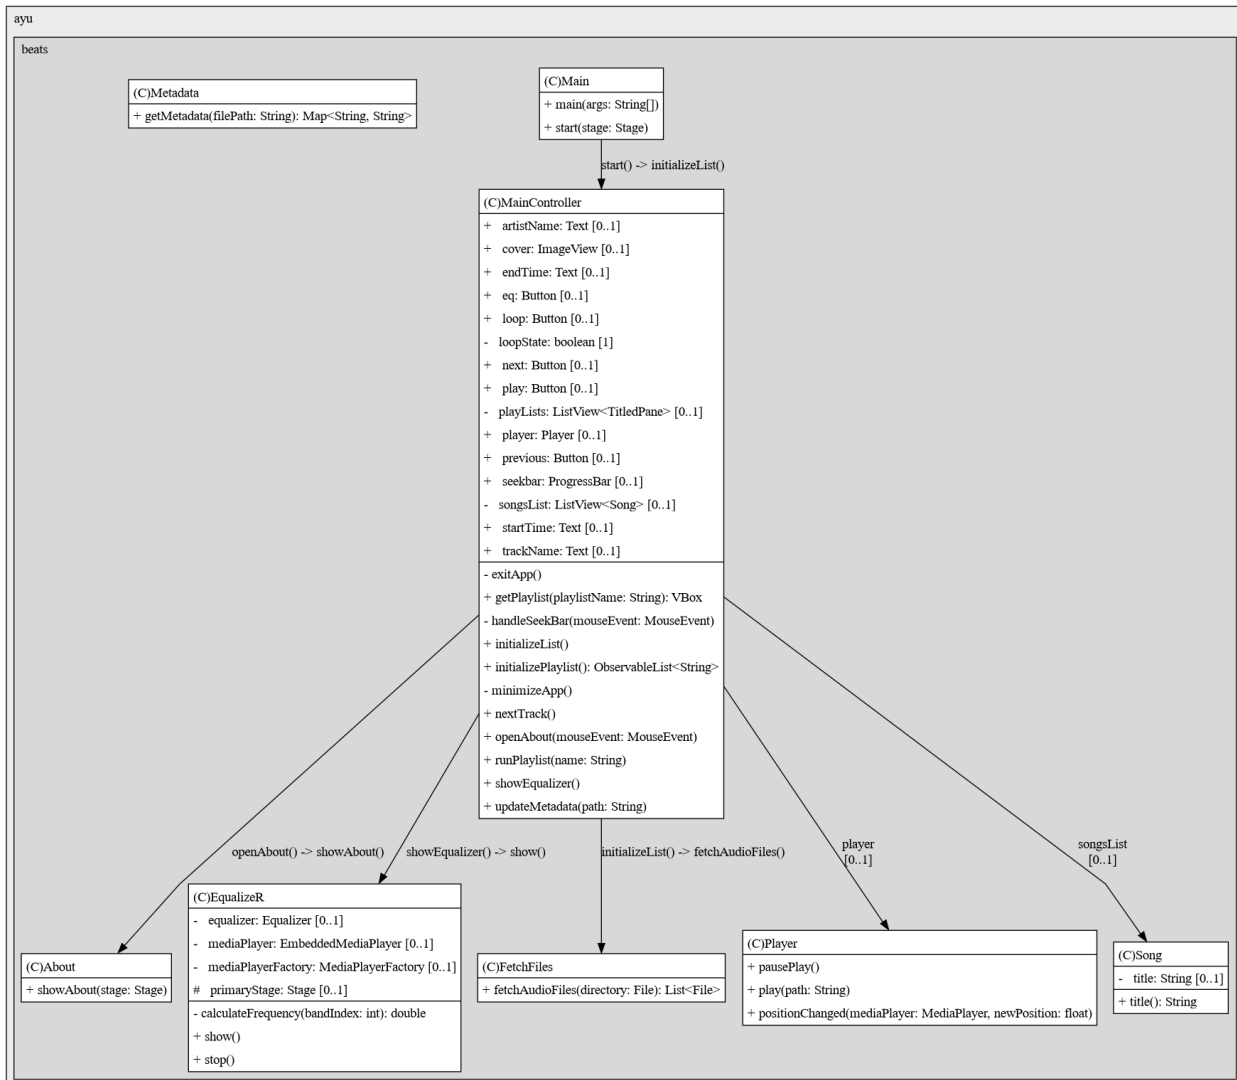 ayu
beats
(C)Metadata
+ getMetadata(filePath: String): Map<String, String>
(C)Main
+ main(args: String[])
+ start(stage: Stage)
start() -> initializeList()
(C)MainController
+ artistName: Text [0..1]
+ cover: ImageView [0..1]
+ endTime: Text [0..1]
+ eq: Button [0..1]
+ loop: Button [0..1]
- loopState: boolean [1]
+ next: Button [0..1]
+ play: Button [0..1]
- playLists: ListView<TitledPane> [0..1]
+ player: Player [0..1]
+ previous: Button [0..1]
+ seekbar: ProgressBar [0..1]
- songsList: ListView<Song> [0..1]
+ startTime: Text [0..1]
+ trackName: Text [0..1]
- exitApp()
+ getPlaylist(playlistName: String): VBox
- handleSeekBar(mouseEvent: MouseEvent)
+ initializeList()
+ initializePlaylist(): ObservableList<String>
- minimizeApp()
+ nextTrack()
+ openAbout(mouseEvent: MouseEvent)
+ runPlaylist(name: String)
+ showEqualizer()
+ updateMetadata(path: String)
openAbout() -> showAbout()
showEqualizer() -> show()
initializeList() -> fetchAudioFiles()
player
[0..1]
songsList
[0..1]
(C)About
+ showAbout(stage: Stage)
(C)EqualizeR
- equalizer: Equalizer [0..1]
- mediaPlayer: EmbeddedMediaPlayer [0..1]
- mediaPlayerFactory: MediaPlayerFactory [0..1]
# primaryStage: Stage [0..1]
- calculateFrequency(bandIndex: int): double
+ show()
+ stop()
(C)FetchFiles
+ fetchAudioFiles(directory: File): List<File>
(C)Player
+ pausePlay()
+ play(path: String)
+ positionChanged(mediaPlayer: MediaPlayer, newPosition: float)
(C)Song
- title: String [0..1]
+ title(): String